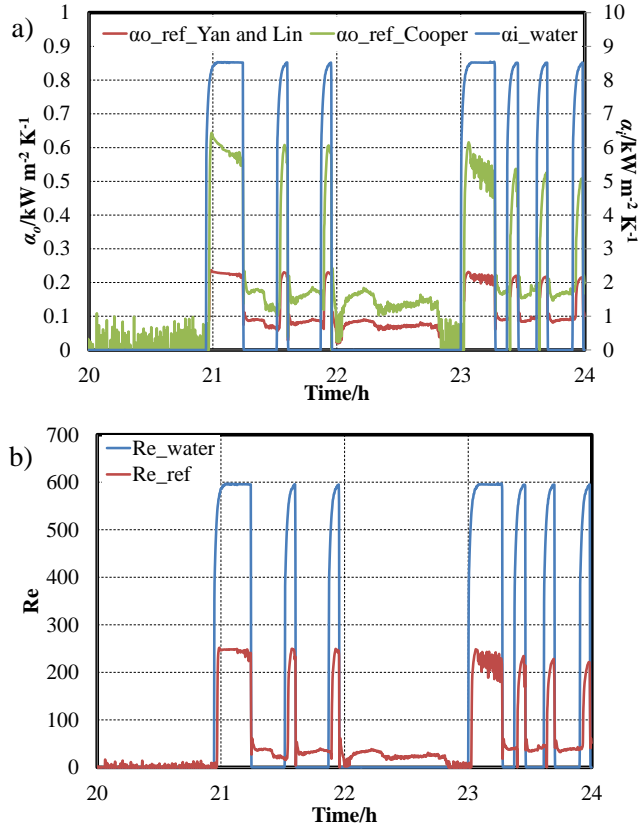 a)
αo_ref_Yan and Lin αo_ref_Cooper αi_water
1
0.9
0.8
0.7
0.6
0.5
0.4
0.3
0.2
0.1
0
αo/kW m-2 K-1
10
9
8
7
6
5
4
3
2
1
0
αi/kW m-2 K-1
20 21 22 23 24
Time/h
b)
Re_water
Re_ref
700
600
500
400
300
200
100
0
Re
20 21 22 23 24
Time/h